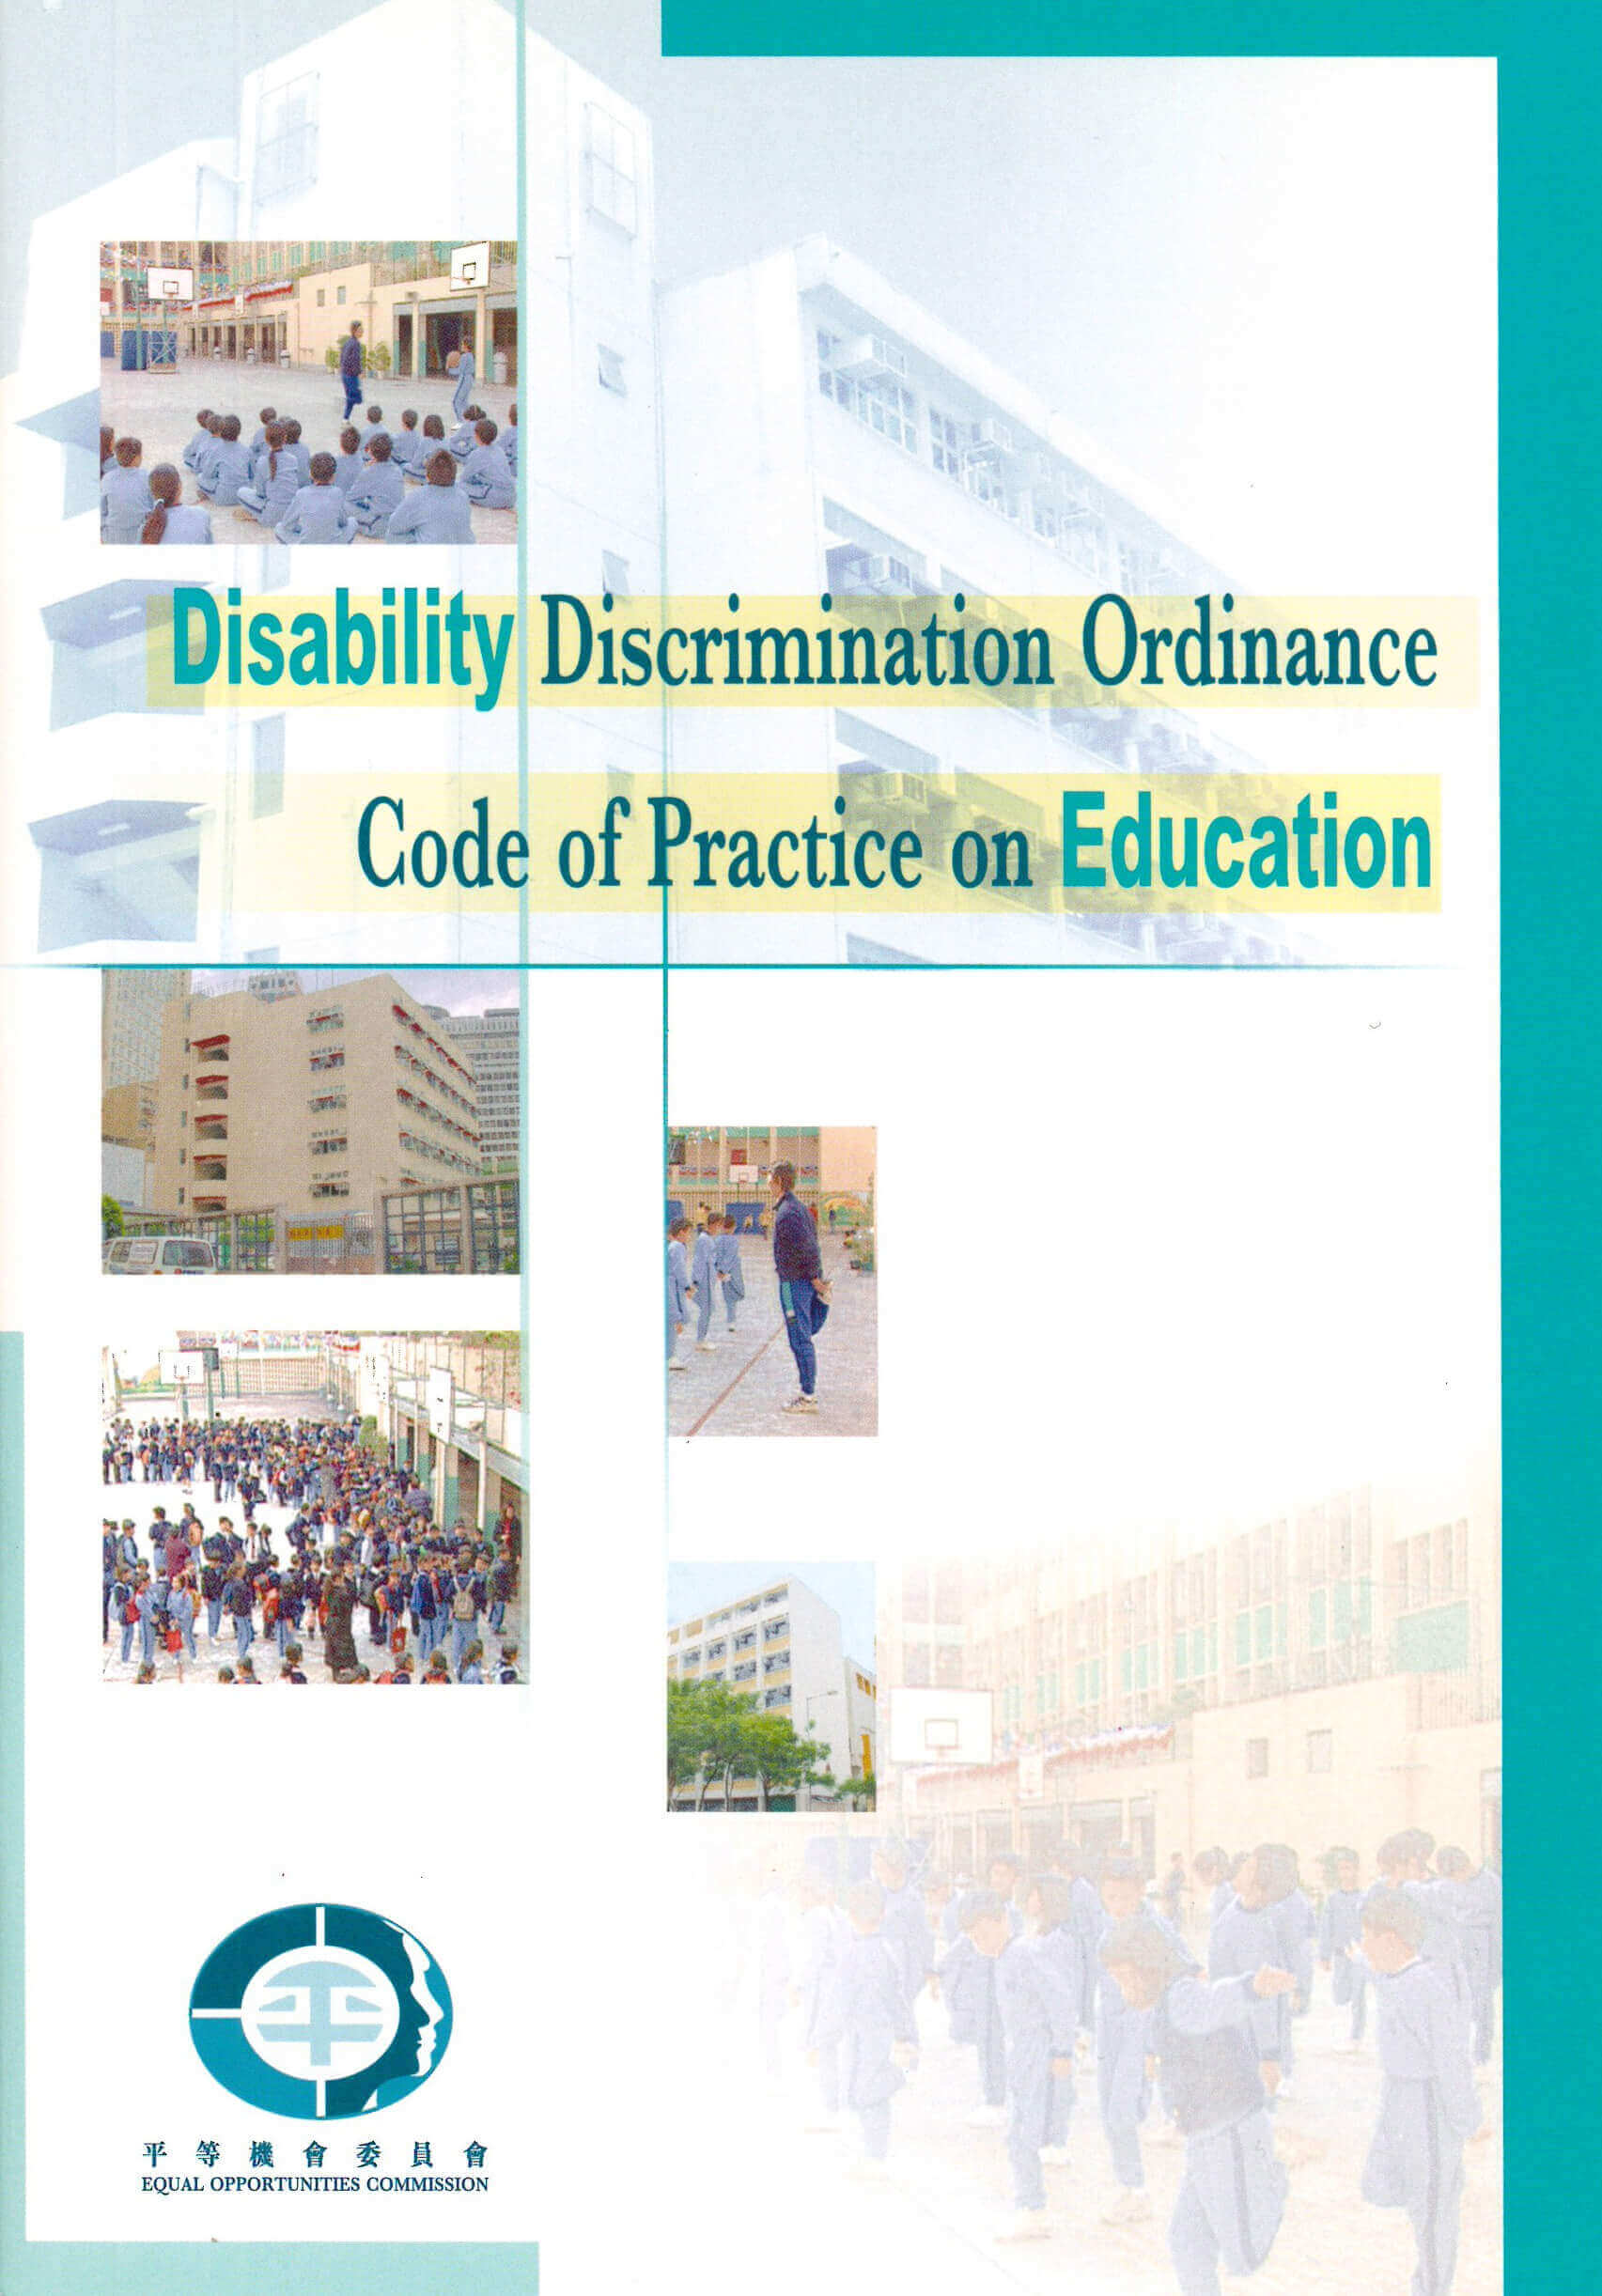 Disability Discrimination Ordinance
Code of Practice on Education
平等機會委員會
EQUAL OPPORTUNITIES COMMISSION